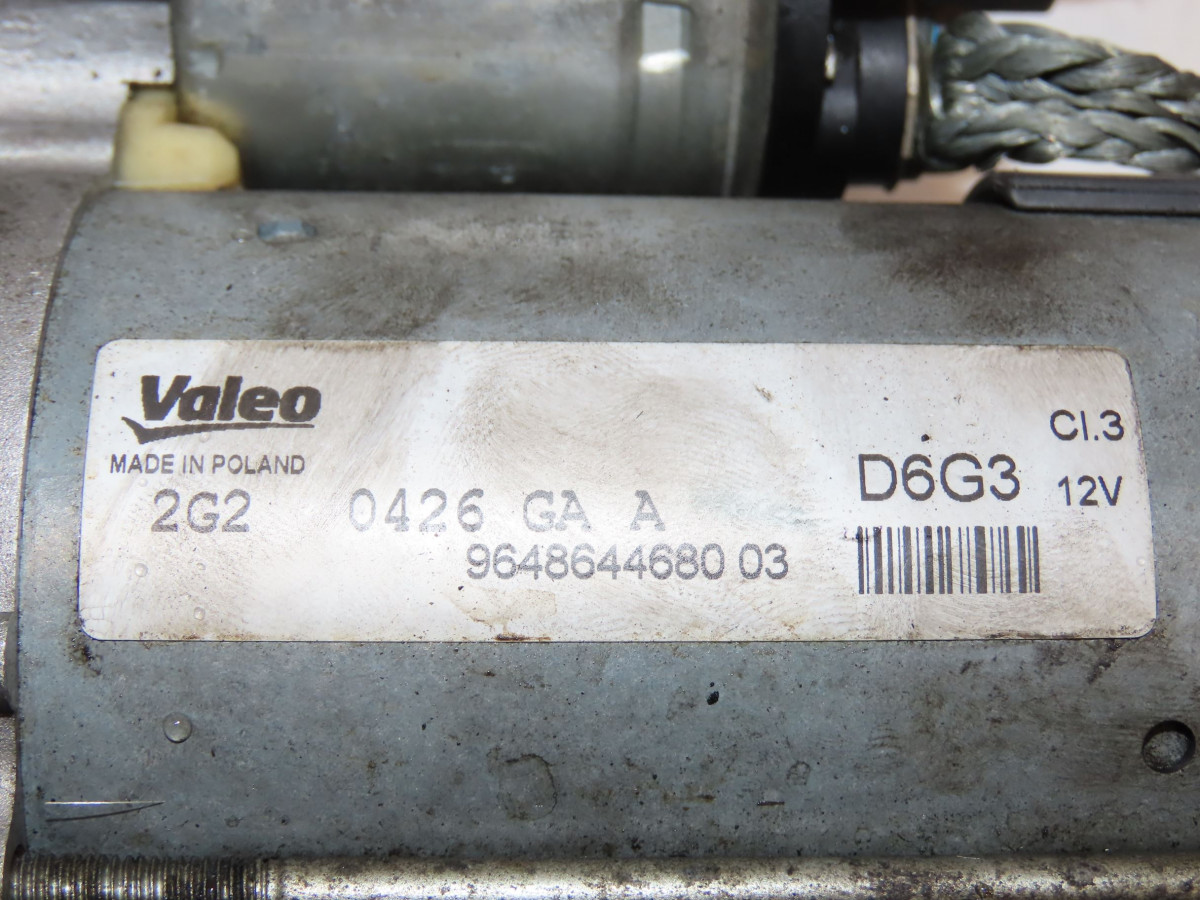 Valeo
MADE IN POLAND
2G2 0426 GA A
9648644680 03
D6G3
Cl.3
12V